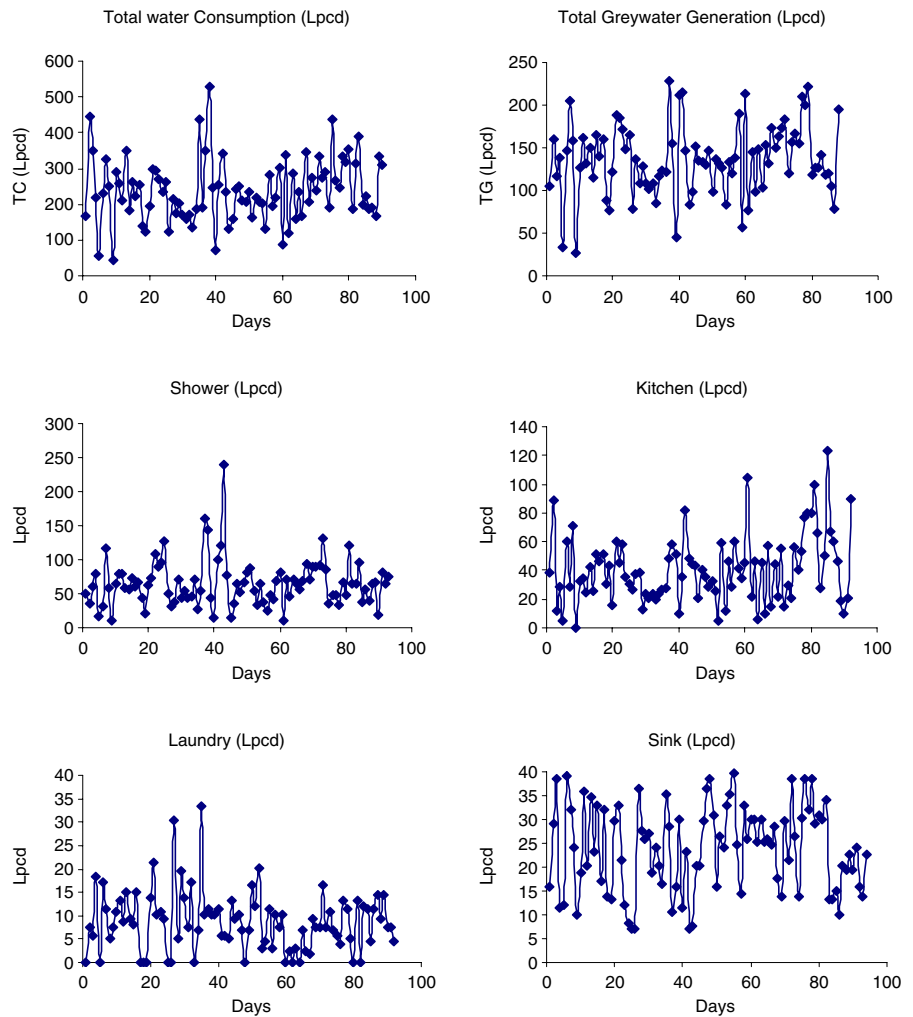 Total water Consumption (Lpcd)
TC (Lpcd)
600
500
400
300
200
100
0
0 20 40 60 80 100
Days
Total Greywater Generation (Lpcd)
TG (Lpcd)
250
200
150
100
50
0
0 20 40 60 80 100
Days
Shower (Lpcd)
Lpcd
300
250
200
150
100
50
0
0 20 40 60 80 100
Days
Kitchen (Lpcd)
Lpcd
140
120
100
80
60
40
20
0
0 20 40 60 80 100
Days
Laundry (Lpcd)
Lpcd
40
35
30
25
20
15
10
5
0
0 20 40 60 80 100
Days
Sink (Lpcd)
Lpcd
40
35
30
25
20
15
10
5
0
0 20 40 60 80 100
Days